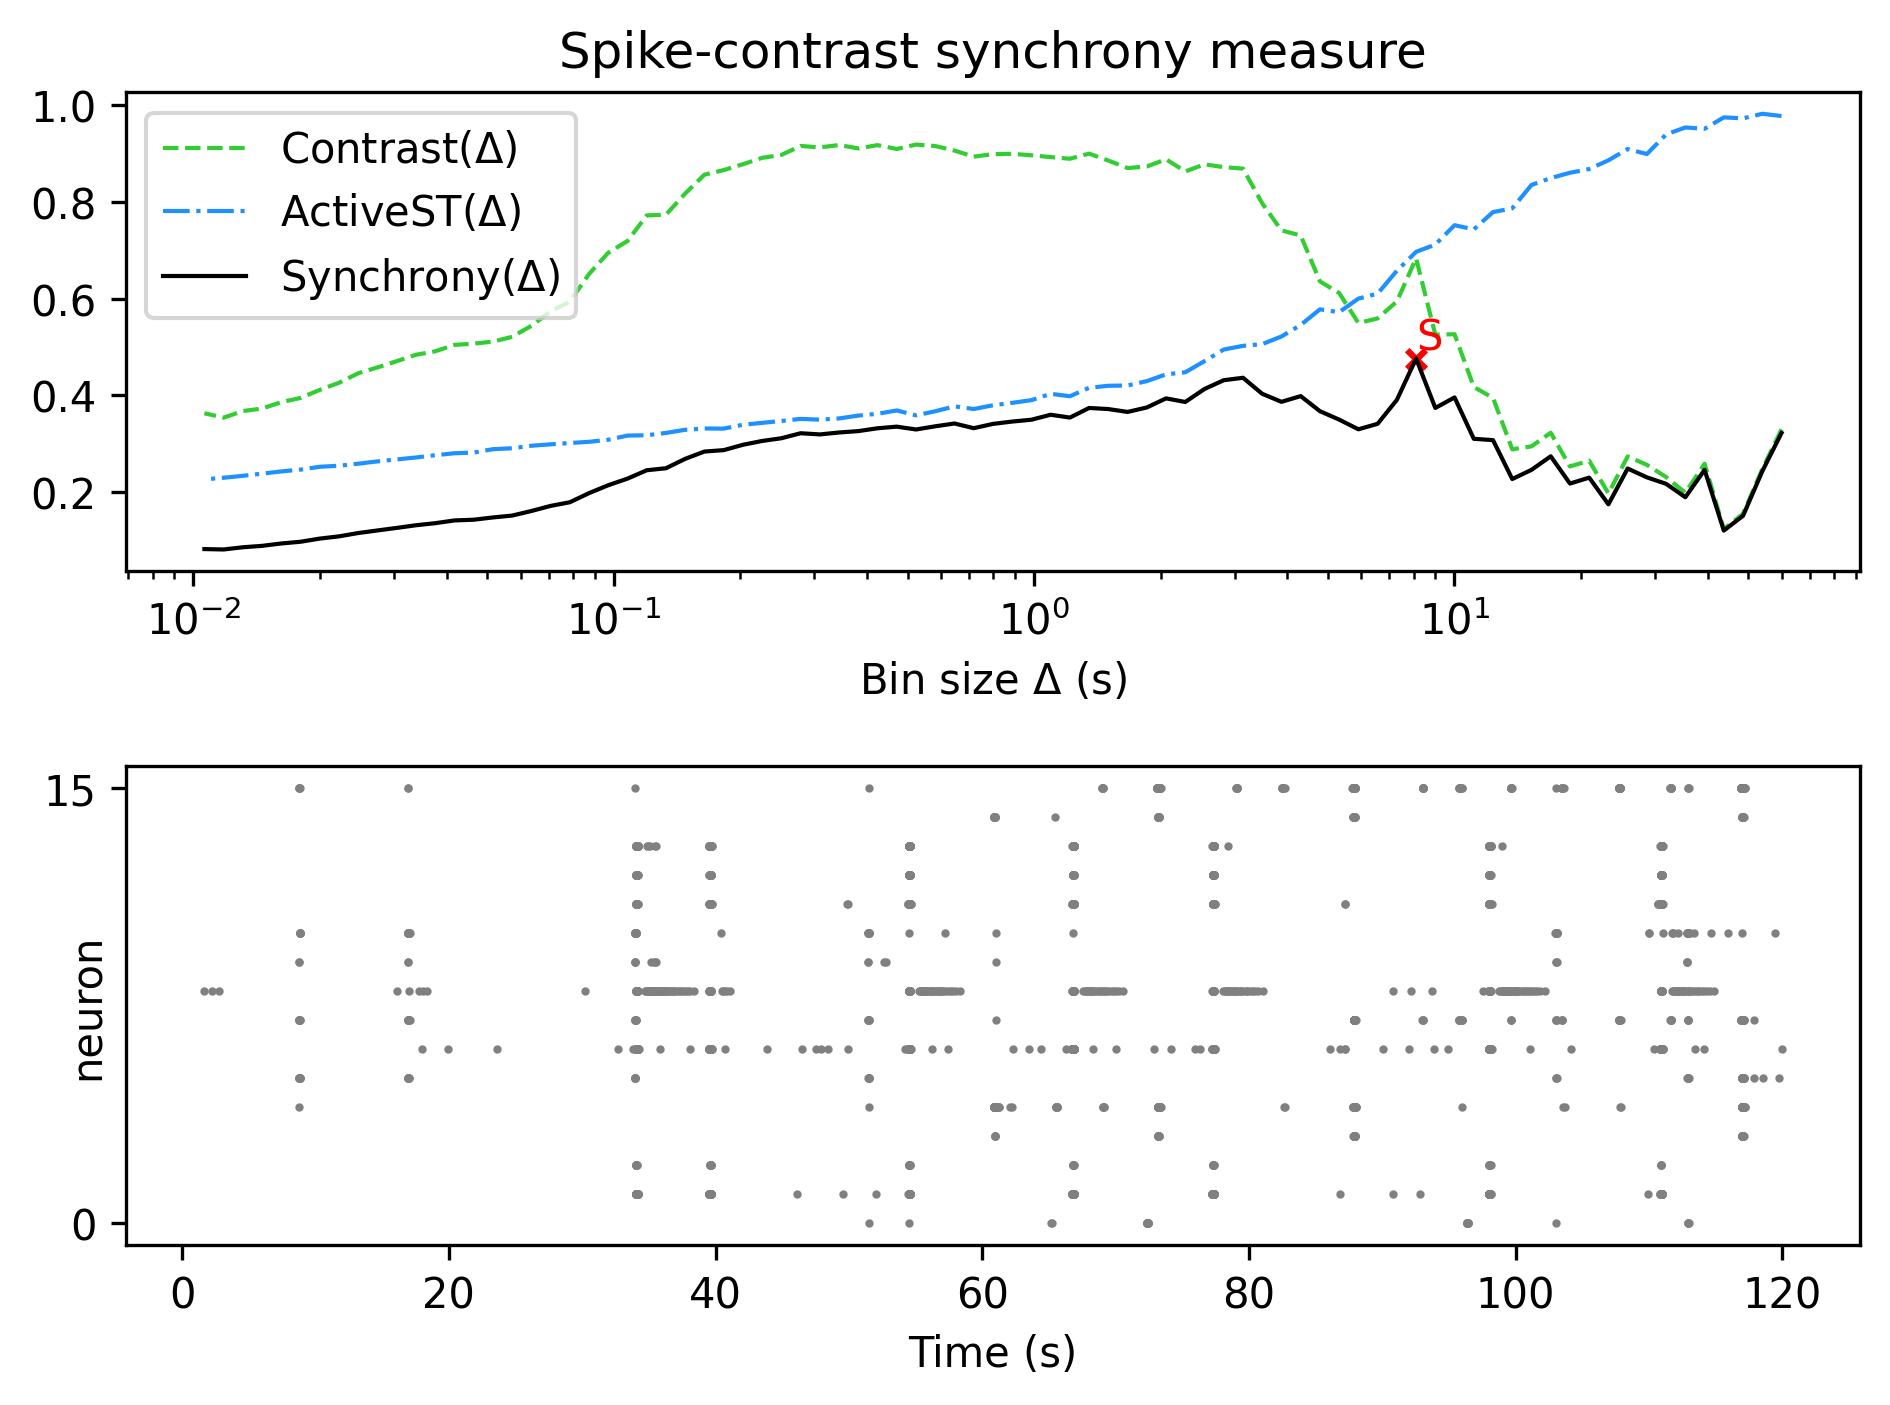 Spike-contrast synchrony measure
1.0
0.8
0.6
0.4
0.2
Contrast(Δ)
ActiveST(Δ)
Synchrony(Δ)
S
10⁻² 10⁻¹ 10⁰ 10¹
Bin size Δ (s)
15
0
neuron
0 20 40 60 80 100 120
Time (s)